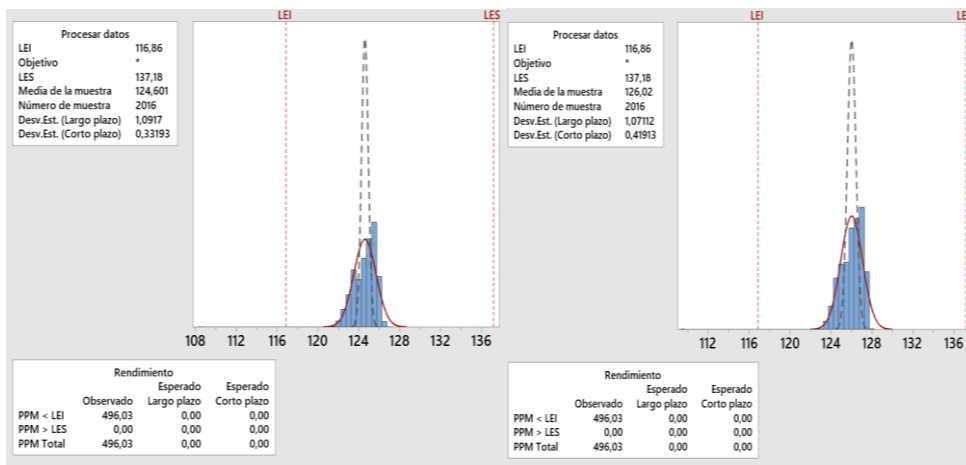 LEI LES
Procesar datos
LEI 116,86
Objetivo *
LES 137,18
Media de la muestra 124,601
Número de muestra 2016
Desv.Est. (Largo plazo) 1,0917
Desv.Est. (Corto plazo) 0,33193
108 112 116 120 124 128 132 136
Rendimiento
Esperado Esperado
Observado Largo plazo Corto plazo
PPM < LEI 496,03 0,00 0,00
PPM > LES 0,00 0,00 0,00
PPM Total 496,03 0,00 0,00
LEI LE
Procesar datos
LEI 116,86
Objetivo *
LES 137,18
Media de la muestra 126,02
Número de muestra 2016
Desv.Est. (Largo plazo) 1,07112
Desv.Est. (Corto plazo) 0,41913
112 116 120 124 128 132 136
Rendimiento
Esperado Esperado
Observado Largo plazo Corto plazo
PPM < LEI 496,03 0,00 0,00
PPM > LES 0,00 0,00 0,00
PPM Total 496,03 0,00 0,00